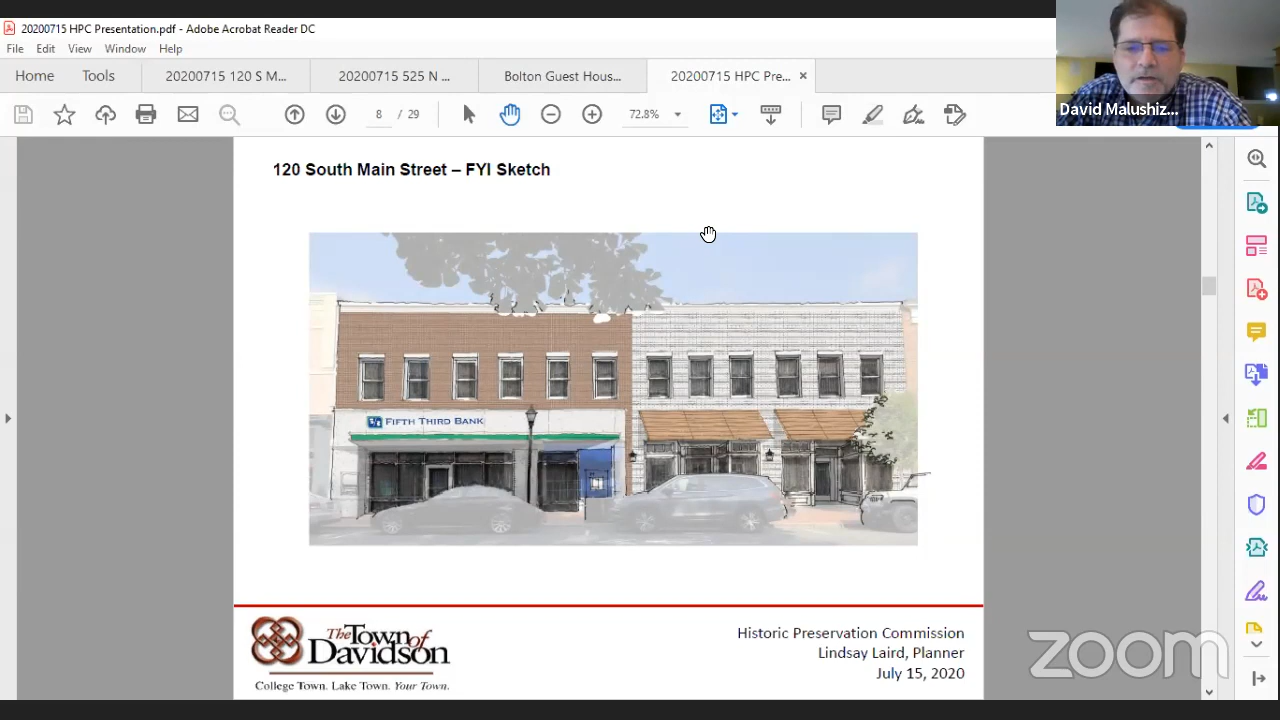 20200715 HPC Presentation.pdf - Adobe Acrobat Reader DC
File Edit View Window Help
Home Tools 20200715 120 S M... 20200715 525 N ... Bolton Guest Hous... 20200715 HPC Pre... ×
8 / 29 72.8%
David Malushiz...
120 South Main Street – FYI Sketch
FIFTH THIRD BANK
The Town of
Davidson
College Town. Lake Town. Your Town.
Historic Preservation Commission
Lindsay Laird, Planner
July 15, 2020
zoom